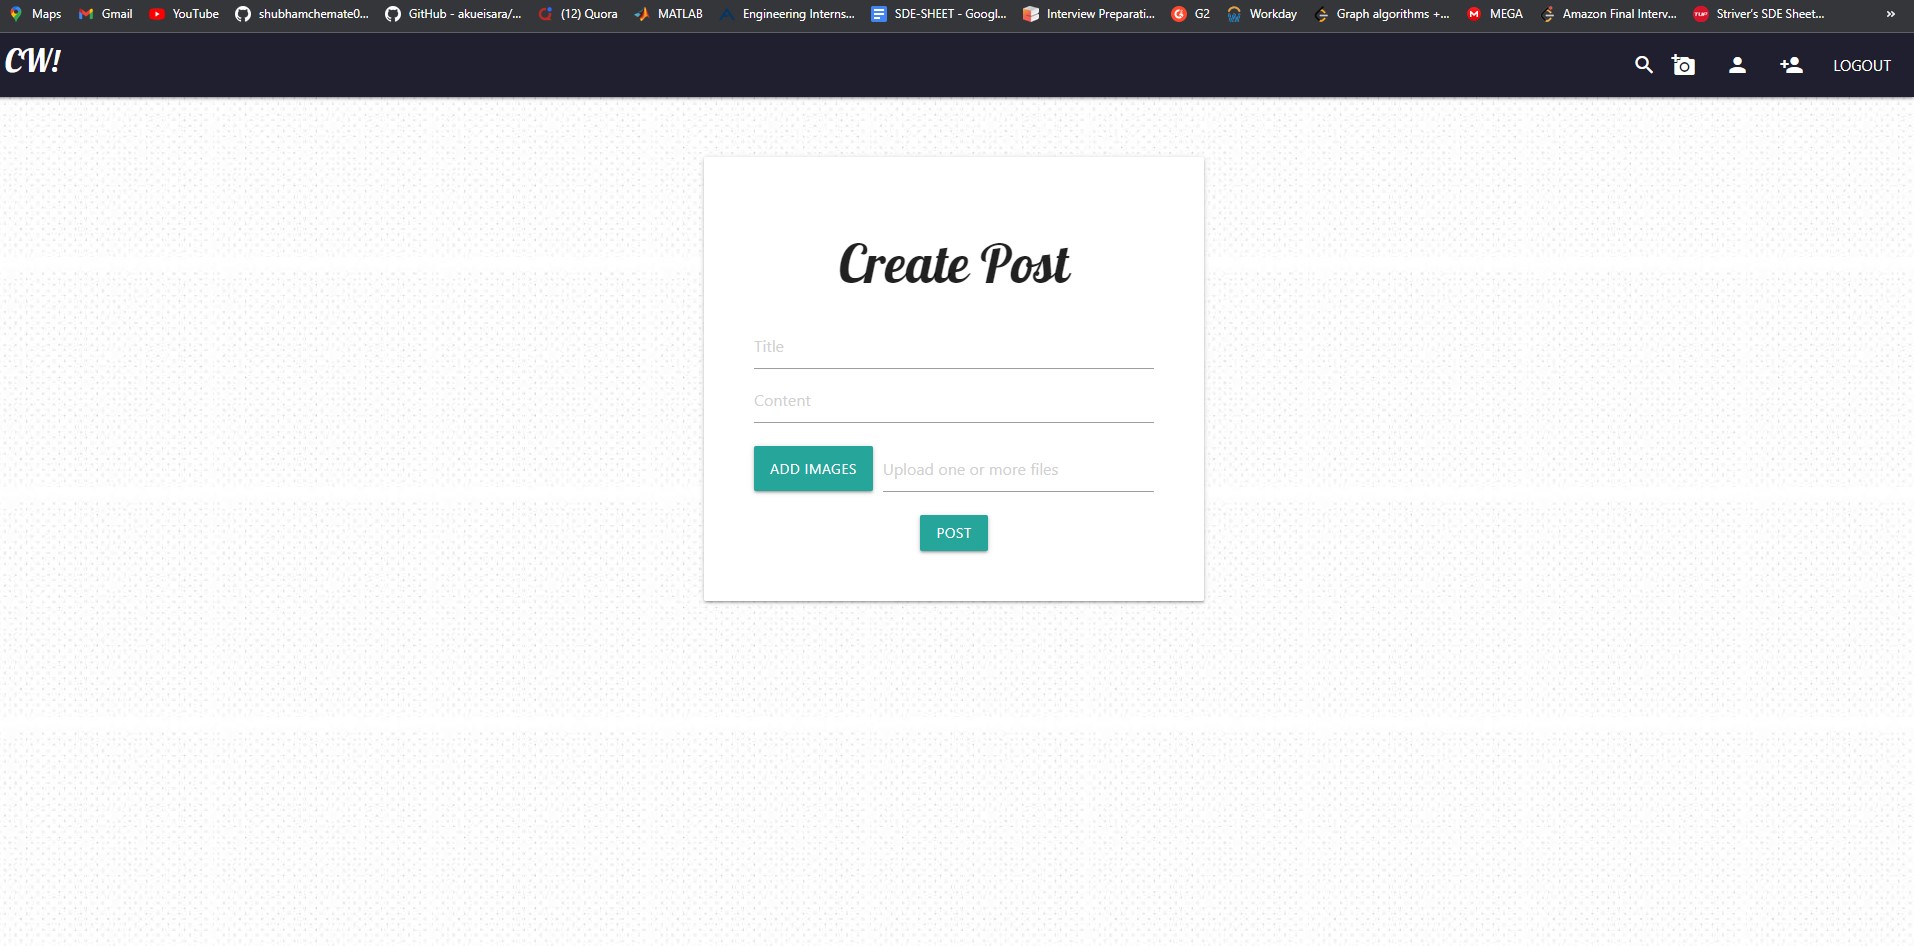 Maps Gmail YouTube shubhamchemate0... GitHub - akueisara/... (12) Quora MATLAB Engineering Interns... SDE-SHEET - Googl... Interview Preparati... G2 Workday Graph algorithms +... MEGA Amazon Final Interv... Striver's SDE Sheet... »
CW! LOGOUT
Create Post
Title
Content
ADD IMAGES Upload one or more files
POST